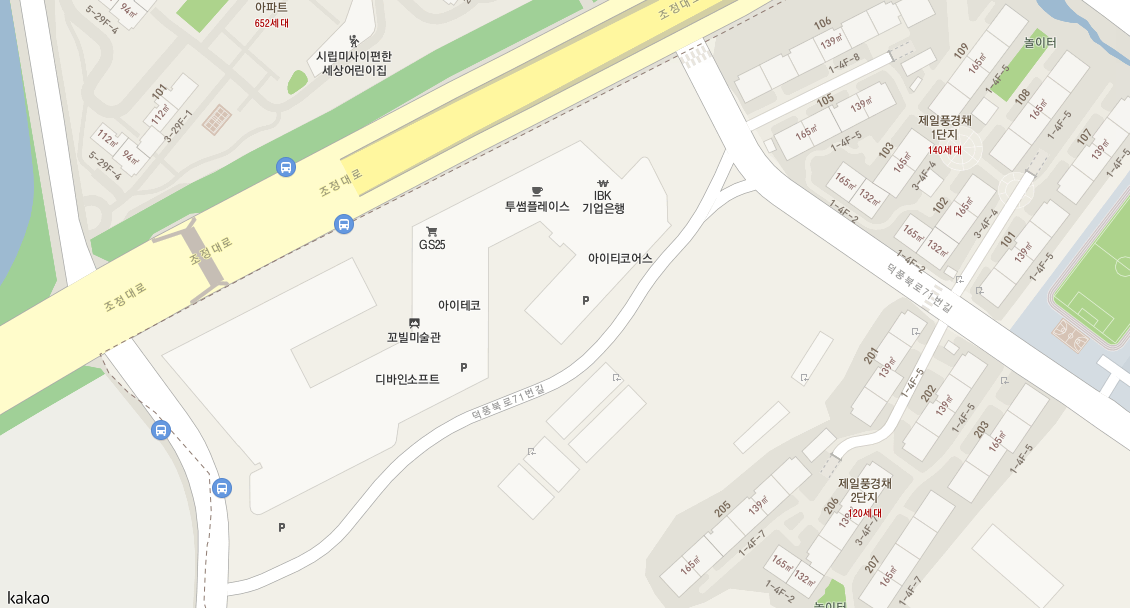 아파트
652세대
5-29F-4
시립미사이편한
세상어린이집
101
112㎡
3-29F-1
112㎡
94㎡
5-29F-4
조정대로
조정대로
조정대로
조정대로
106
139㎡
1-4F-8
105
139㎡
165㎡
1-4F-5
109
165㎡
1-4F-5
놀이터
108
165㎡
1-4F-5
107
139㎡
1-4F-5
제일풍경채
1단지
140세대
103
165㎡
3-4F-4
165㎡
132㎡
1-4F-2
102
165㎡
3-4F-4
165㎡
132㎡
1-4F-2
101
139㎡
1-4F-5
투썸플레이스
IBK
기업은행
GS25
아이티코어스
P
아이테코
꼬빌미술관
P
디바인소프트
덕풍북로71번길
덕풍북로71번길
201
139㎡
1-4F-5
202
139㎡
1-4F-5
203
165㎡
1-4F-5
제일풍경채
2단지
120세대
205
139㎡
165㎡
1-4F-7
206
3-4F-7
165㎡
132㎡
1-4F-2
207
165㎡
1-4F-7
놀이터
P
kakao